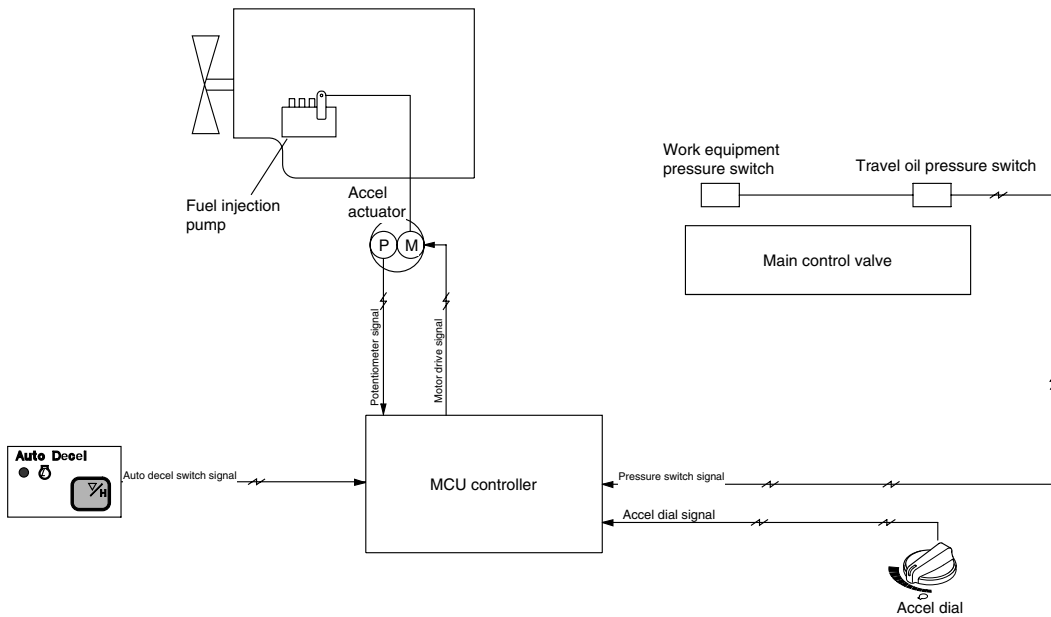 Work equipment
pressure switch
Travel oil pressure switch
Fuel injection
pump
Accel
actuator
P
M
Main control valve
Potentiometer signal
Motor drive signal
Auto Decel
H
Auto decel switch signal
MCU controller
Pressure switch signal
Accel dial signal
Accel dial